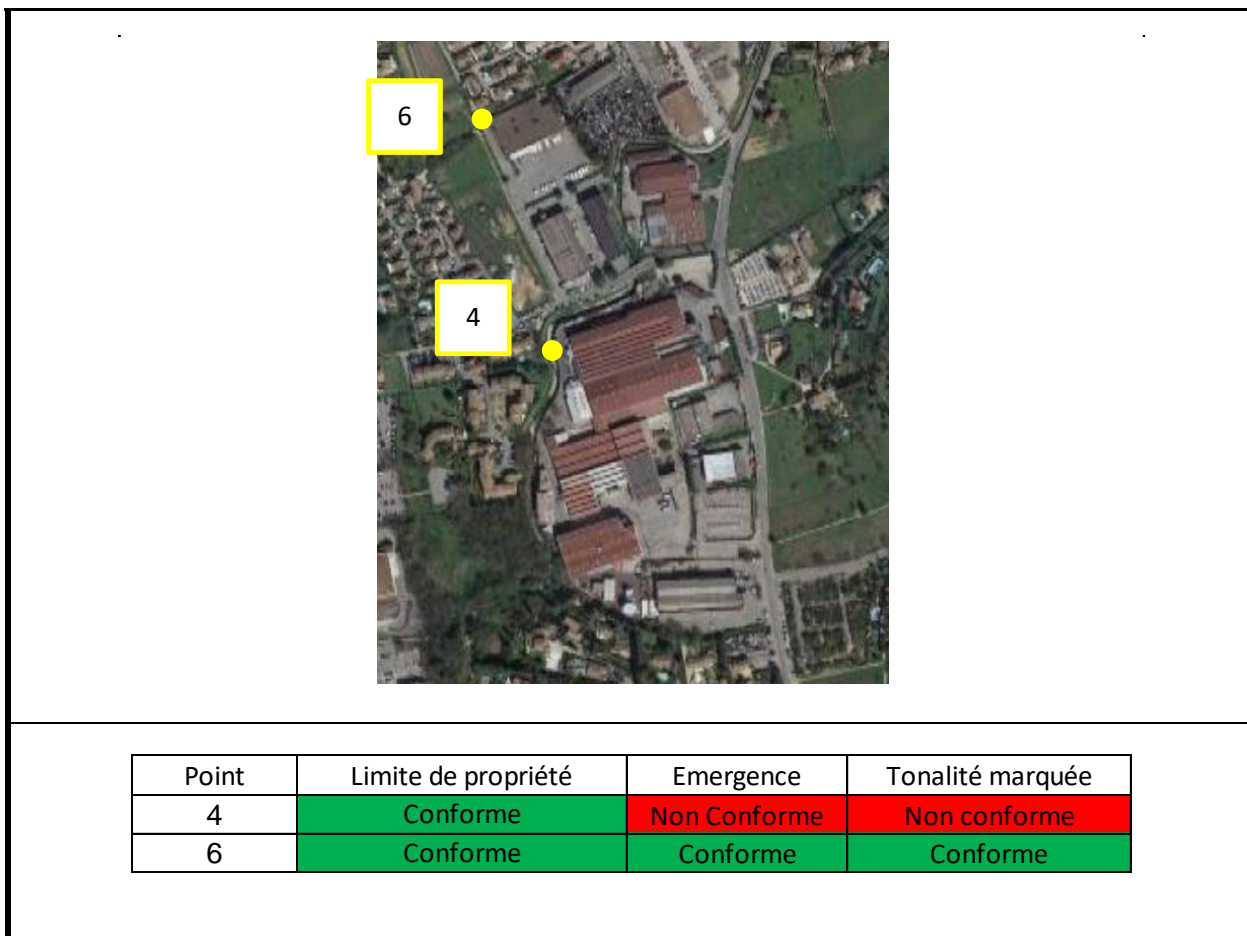 6
4
Point Limite de propriété Emergence Tonalité marquée
4 Conforme Non Conforme Non conforme
6 Conforme Conforme Conforme